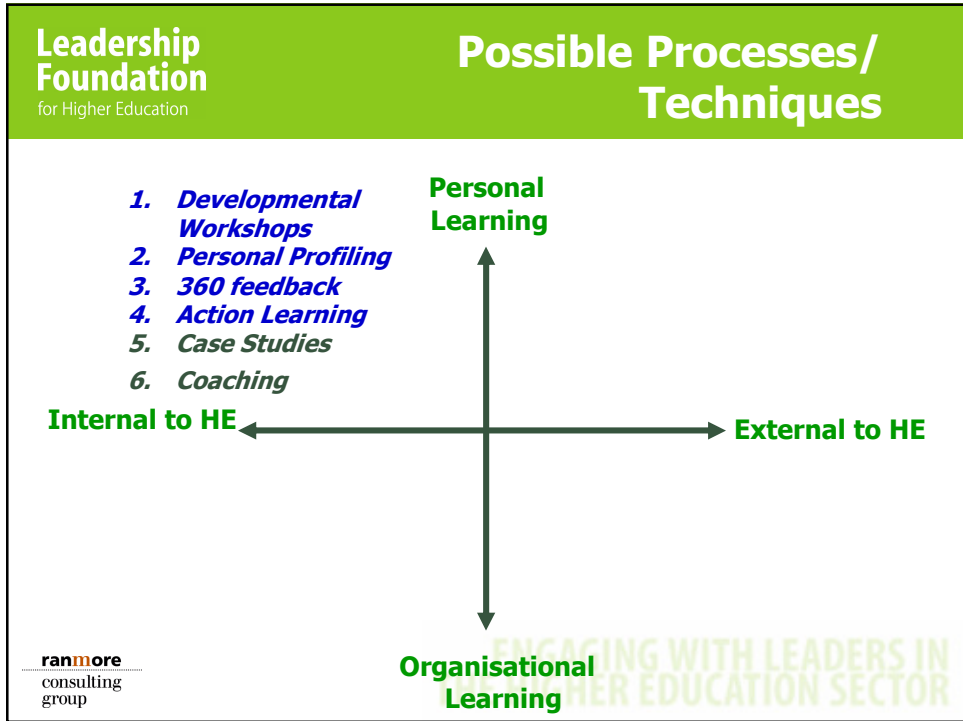 Leadership
Foundation
for Higher Education
Possible Processes/
Techniques
1. Developmental
Workshops
2. Personal Profiling
3. 360 feedback
4. Action Learning
5. Case Studies
6. Coaching
Personal
Learning
Internal to HE
External to HE
Organisational
Learning
ranmore
consulting
group
ENGAGING WITH LEADERS IN
HIGHER EDUCATION SECTOR